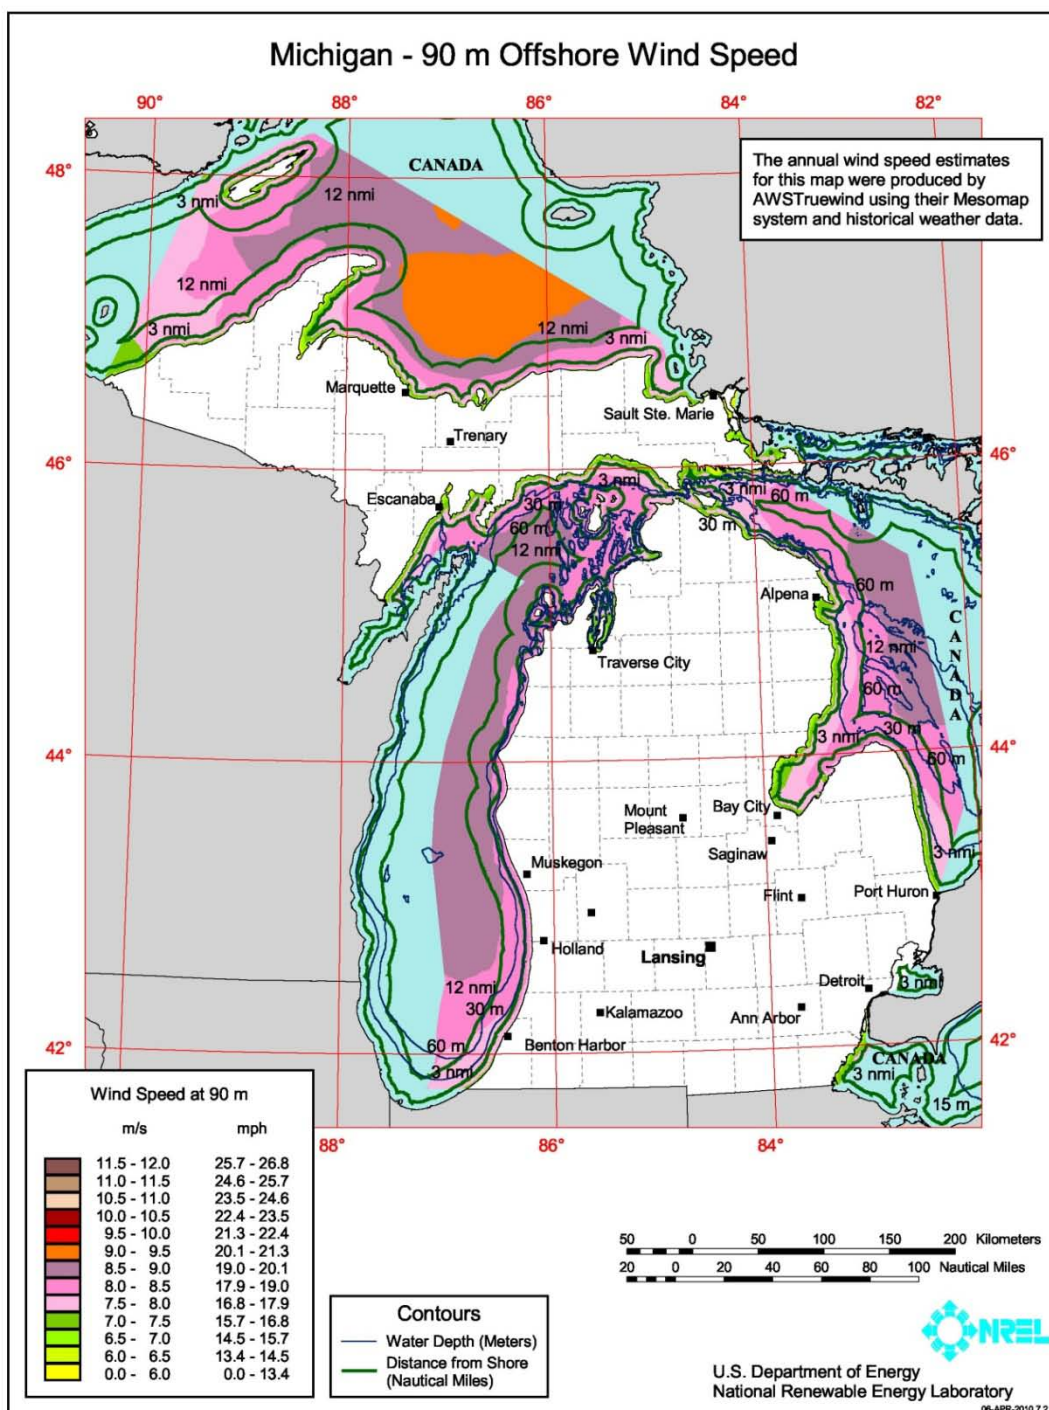 Michigan - 90 m Offshore Wind Speed
90°
88°
86°
84°
82°
The annual wind speed estimates
for this map were produced by
AWSTruewind using their Mesomap
system and historical weather data.
CANADA
48°
48°
3 nmi
12 nmi
12 nmi
3 nmi
12 nmi
3 nmi
Marquette
Sault Ste. Marie
Trenary
46°
46°
3 nmi
3 nmi
60 m
Escanaba
30 m
30 m
60 m
12 nmi
60 m
Alpena
CANADA
12 nmi
Traverse City
60 m
30 m
3 nmi
44°
44°
60 m
Mount
Pleasant
Bay City
Saginaw
3 nmi
Muskegon
Flint
Port Huron
Holland
Lansing
12 nmi
Detroit
3 nmi
30 m
Kalamazoo
Ann Arbor
42°
60 m
Benton Harbor
42°
CANADA
3 nmi
3 nmi
15 m
88°
86°
84°
Wind Speed at 90 m
m/s mph
11.5 - 12.0 25.7 - 26.8
11.0 - 11.5 24.6 - 25.7
10.5 - 11.0 23.5 - 24.6
10.0 - 10.5 22.4 - 23.5
9.5 - 10.0 21.3 - 22.4
9.0 - 9.5 20.1 - 21.3
8.5 - 9.0 19.0 - 20.1
8.0 - 8.5 17.9 - 19.0
7.5 - 8.0 16.8 - 17.9
7.0 - 7.5 15.7 - 16.8
6.5 - 7.0 14.5 - 15.7
6.0 - 6.5 13.4 - 14.5
0.0 - 6.0 0.0 - 13.4
Contours
Water Depth (Meters)
Distance from Shore
(Nautical Miles)
50 0 50 100 150 200 Kilometers
20 0 20 40 60 80 100 Nautical Miles
NREL
U.S. Department of Energy
National Renewable Energy Laboratory
06-APR-2010 7.2